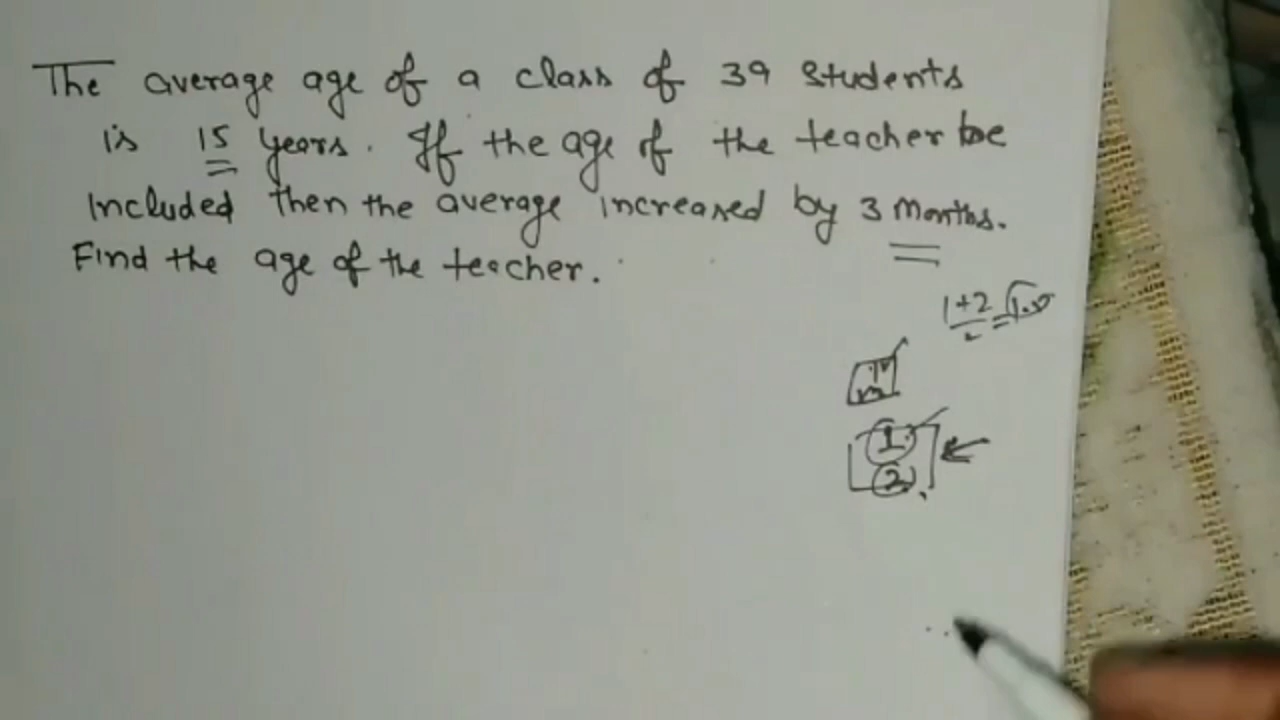 The average age of a class of 39 students
is 15 years. If the age of the teacher be
included then the average increased by 3 months.
Find the age of the teacher.
1+2
2
=
1
2